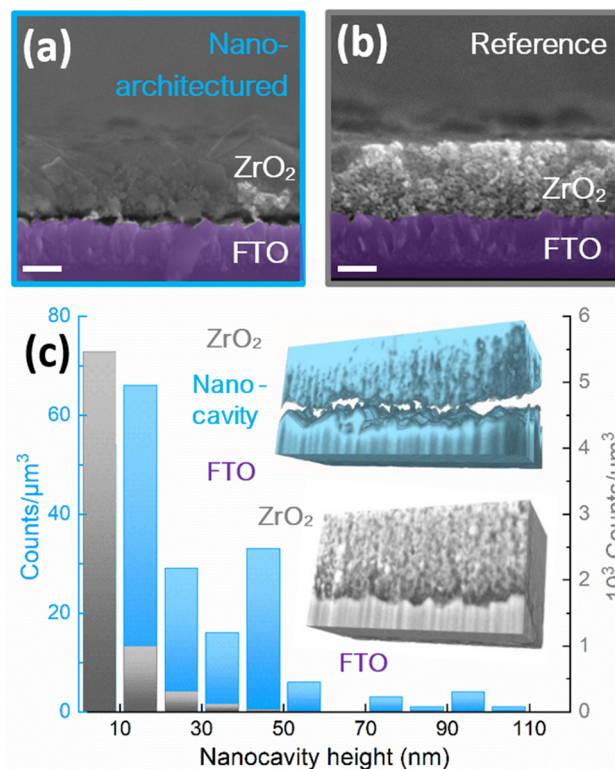 (a)
Nano-
architectured
ZrO₂
FTO
(b)
Reference
ZrO₂
FTO
(c)
80
60
40
20
0
Counts/µm³
ZrO₂
Nano-
cavity
FTO
ZrO₂
FTO
6
5
4
3
2
1
0
10³ Counts/µm³
10 30 50 70 90 110
Nanocavity height (nm)